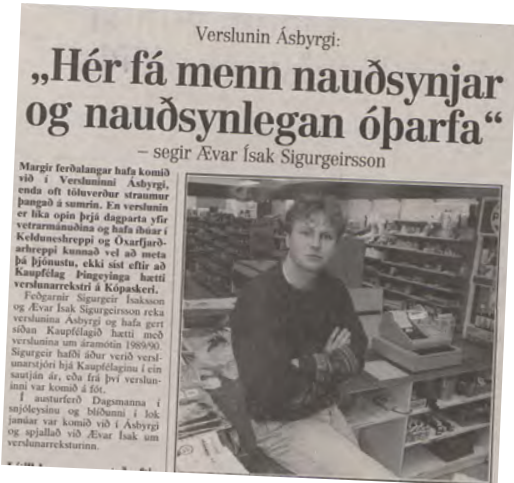 Verslunin Ásbyrgi:
„Hér fá menn nauðsynjar
og nauðsynlegan óþarfa“
– segir Ævar Ísak Sigurgeirsson
Margir ferðalangar hafa komið
við í Versluninni Ásbyrgi,
enda oft töluverður straumur
þangað á sumrin. En verslunin
er líka opin þrjá dagparta yfir
vetrarmánuðina og hafa íbúar í
Kelduneshreppi og Öxarfjarð-
arhreppi kunnað vel að meta
þá þjónustu, ekki síst eftir að
Kaupfélag Þingeyinga hætti
verslunarrekstri á Kópaskeri.
Feðgarnir Sigurgeir Ísaksson
og Ævar Ísak Sigurgeirsson reka
verslunina Ásbyrgi og hafa gert
síðan Kaupfélagið hætti með
verslunina um áramótin 1989/90.
Sigurgeir hafði áður verið versl-
unarstjóri hjá Kaupfélaginu í ein
sautján ár, eða frá því verslun-
inni var komið á fót.
Í austurferð Dagsmanna í
snjóleysinu og blíðunni í lok
janúar var komið við í Ásbyrgi
og spjallað við Ævar Ísak um
verslunarreksturinn.